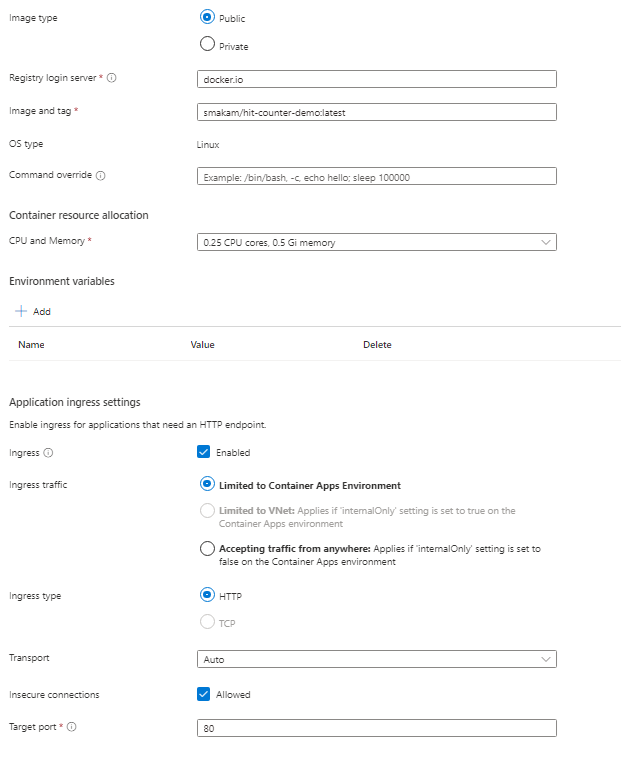 Image type
Public
Private
Registry login server *
docker.io
Image and tag *
smakam/hit-counter-demo:latest
OS type
Linux
Command override
Example: /bin/bash, -c, echo hello; sleep 100000
Container resource allocation
CPU and Memory *
0.25 CPU cores, 0.5 Gi memory
Environment variables
Add
Name Value Delete
Application ingress settings
Enable ingress for applications that need an HTTP endpoint.
Ingress
Enabled
Ingress traffic
Limited to Container Apps Environment
Limited to VNet: Applies if 'internalOnly' setting is set to true on the
Container Apps environment
Accepting traffic from anywhere: Applies if 'internalOnly' setting is set to
false on the Container Apps environment
Ingress type
HTTP
TCP
Transport
Auto
Insecure connections
Allowed
Target port *
80